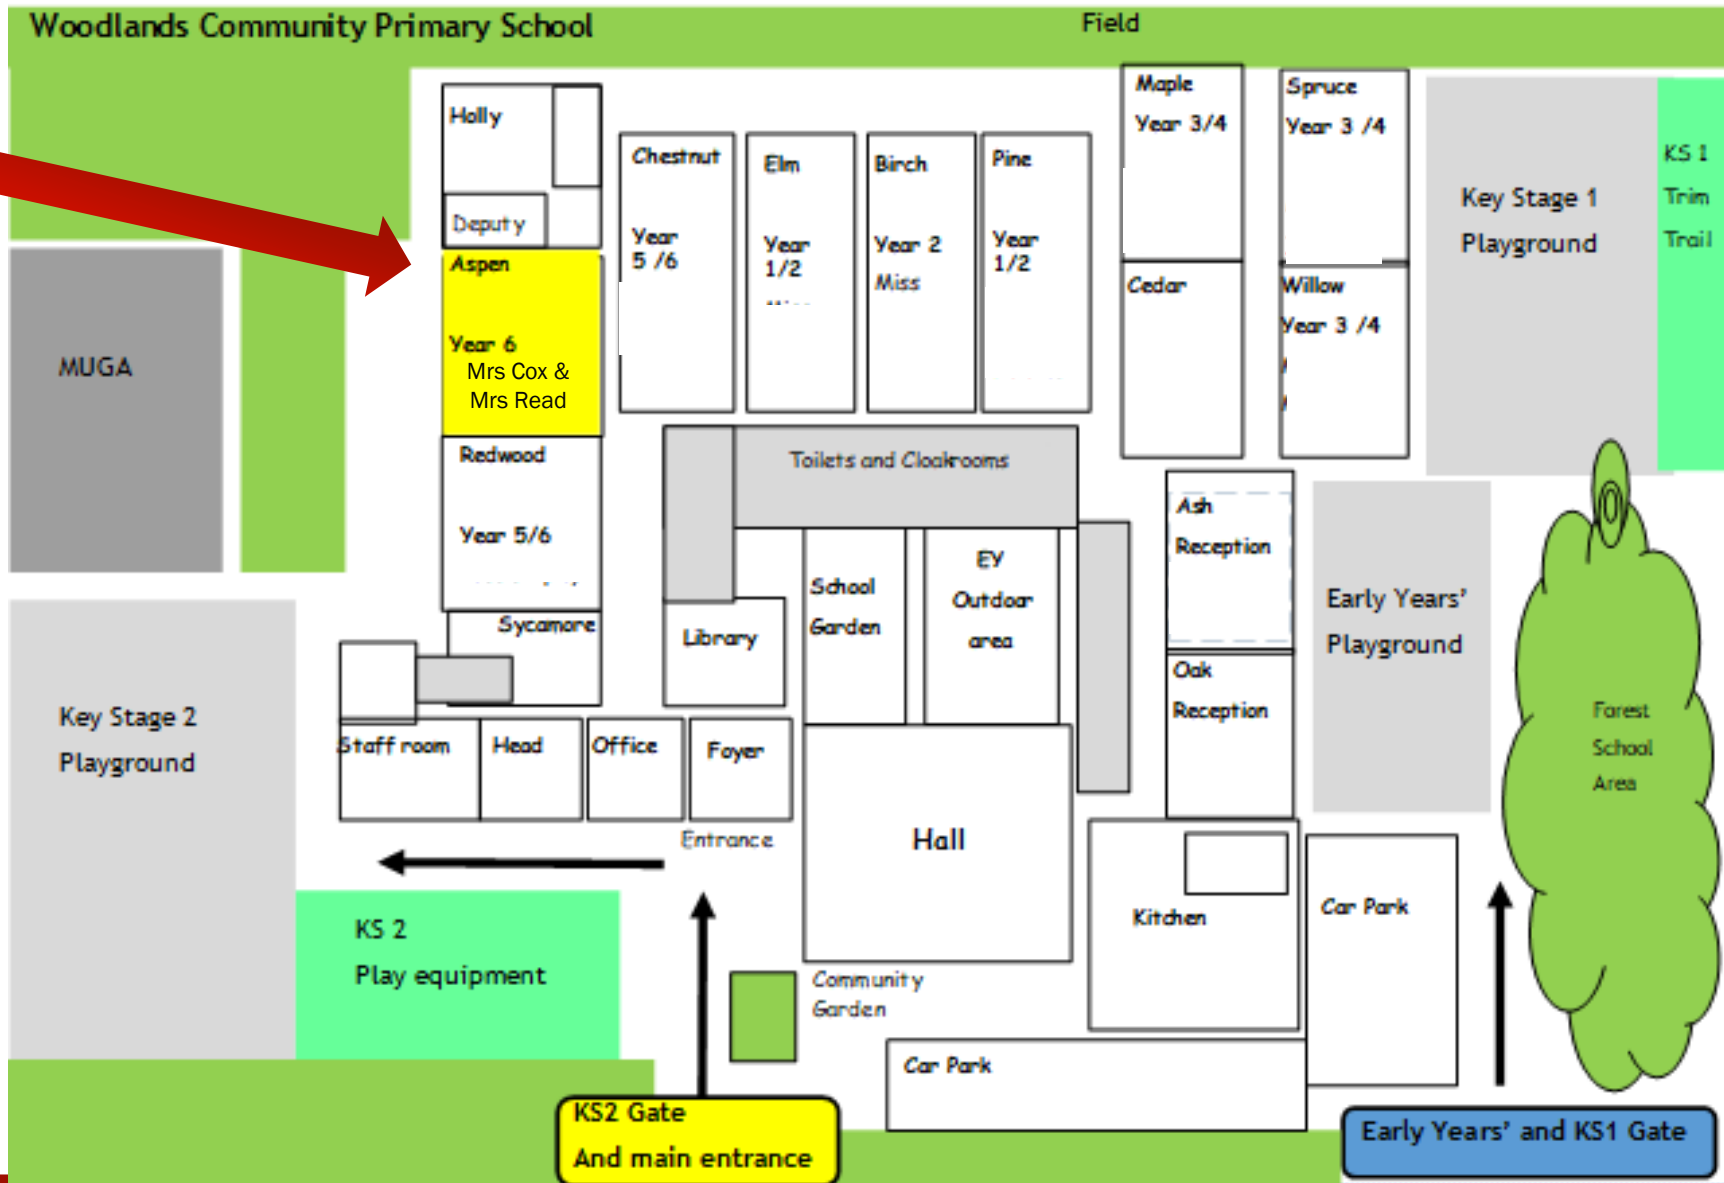 Woodlands Community Primary School
Field
Holly
Deputy
Aspen
Year 6
Mrs Cox &
Mrs Read
Redwood
Year 5/6
Sycamore
Chestnut
Year
5 /6
Elm
Year
1/2
Birch
Year 2
Miss
Pine
Year
1/2
Maple
Year 3/4
Cedar
Spruce
Year 3 /4
Willow
Year 3 /4
Key Stage 1
Playground
KS 1
Trim
Trail
MUGA
Toilets and Cloakrooms
Library
School
Garden
EY
Outdoor
area
Ash
Reception
Oak
Reception
Early Years'
Playground
Forest
School
Area
Key Stage 2
Playground
Staff room
Head
Office
Foyer
Entrance
Hall
Kitchen
Car Park
KS 2
Play equipment
Community
Garden
Car Park
KS2 Gate
And main entrance
Early Years' and KS1 Gate